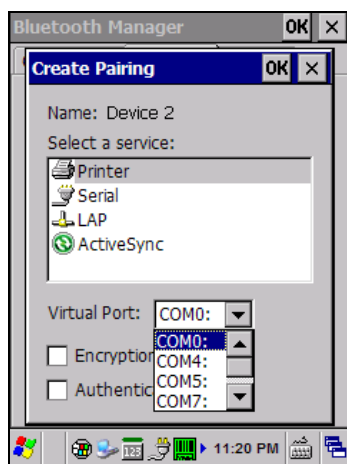 Bluetooth Manager OK
Create Pairing OK
Name: Device 2
Select a service:
Printer
Serial
LAP
ActiveSync
Virtual Port: COM0:
COM0:
Encryption COM4:
COM5:
Authentic COM7:
123 11:20 PM